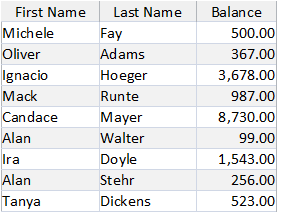 First Name Last Name Balance
Michele Fay 500.00
Oliver Adams 367.00
Ignacio Hoeger 3,678.00
Mack Runte 987.00
Candace Mayer 8,730.00
Alan Walter 99.00
Ira Doyle 1,543.00
Alan Stehr 256.00
Tanya Dickens 523.00